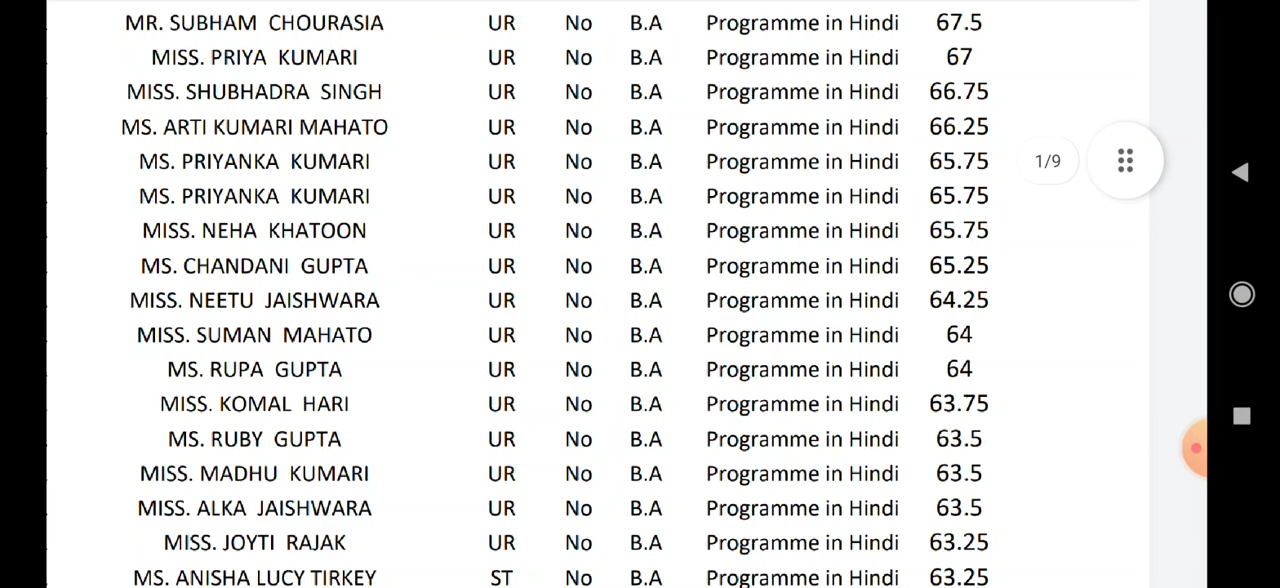 MR. SUBHAM CHOURASIA UR No B.A Programme in Hindi 67.5
MISS. PRIYA KUMARI UR No B.A Programme in Hindi 67
MISS. SHUBHADRA SINGH UR No B.A Programme in Hindi 66.75
MS. ARTI KUMARI MAHATO UR No B.A Programme in Hindi 66.25
MS. PRIYANKA KUMARI UR No B.A Programme in Hindi 65.75
1/9
MS. PRIYANKA KUMARI UR No B.A Programme in Hindi 65.75
MISS. NEHA KHATOON UR No B.A Programme in Hindi 65.75
MS. CHANDANI GUPTA UR No B.A Programme in Hindi 65.25
MISS. NEETU JAISHWARA UR No B.A Programme in Hindi 64.25
MISS. SUMAN MAHATO UR No B.A Programme in Hindi 64
MS. RUPA GUPTA UR No B.A Programme in Hindi 64
MISS. KOMAL HARI UR No B.A Programme in Hindi 63.75
MS. RUBY GUPTA UR No B.A Programme in Hindi 63.5
MISS. MADHU KUMARI UR No B.A Programme in Hindi 63.5
MISS. ALKA JAISHWARA UR No B.A Programme in Hindi 63.5
MISS. JOYTI RAJAK UR No B.A Programme in Hindi 63.25
MS. ANISHA LUCY TIRKEY ST No B.A Programme in Hindi 63.25